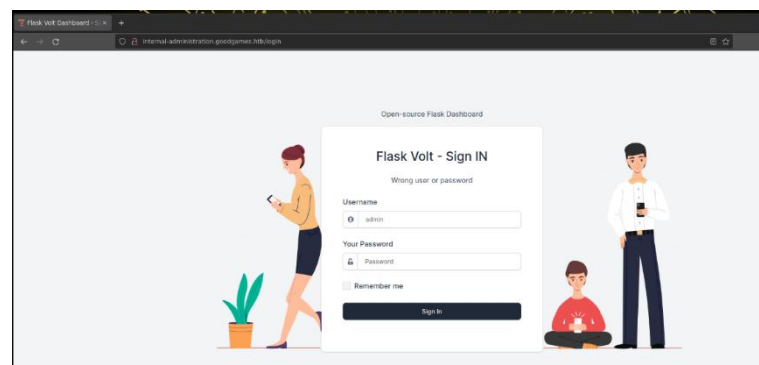 Flask Volt Dashboard - Si
internal-administration.goodgames.htb/login
Open-source Flask Dashboard
Flask Volt - Sign IN
Wrong user or password
Username
admin
Your Password
Password
Remember me
Sign In